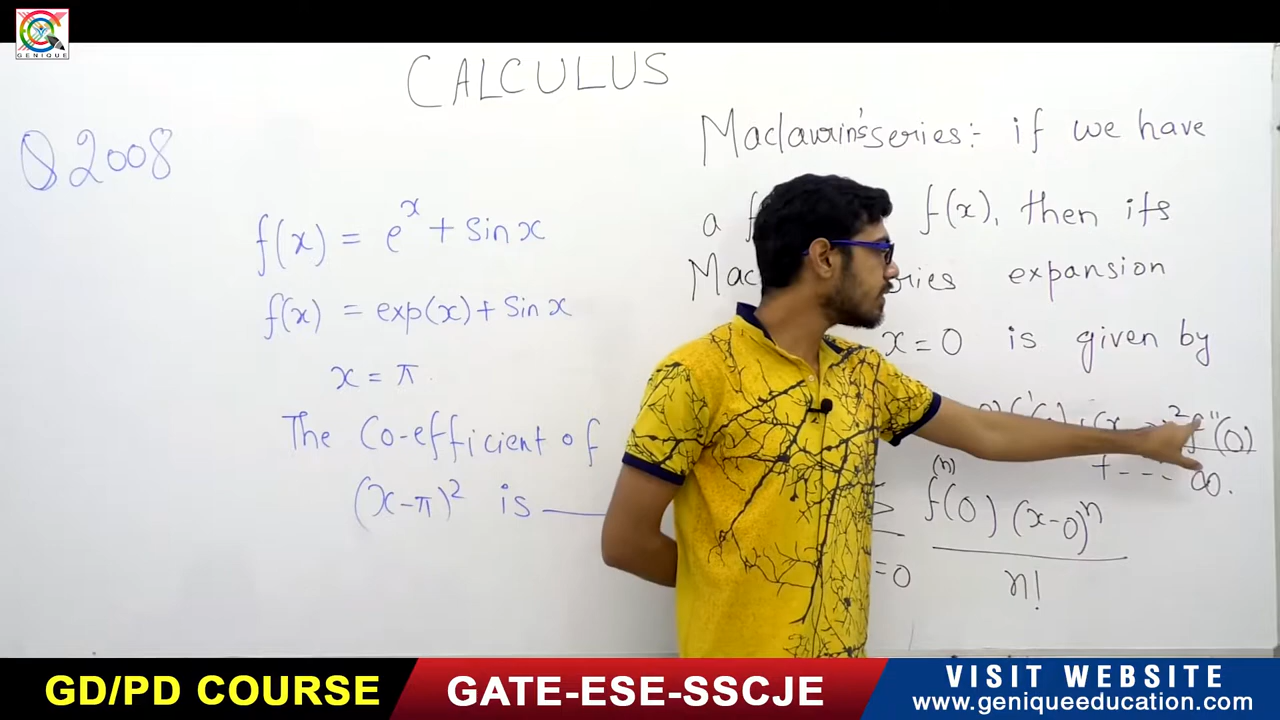 GENIQUE
CALCULUS
Q 2008
f(x) = e^x + sin x
f(x) = exp(x) + Sin x
x = π
The Co-efficient of
(x-π)² is ____
Maclaurin's series:- if we have
a f(x), then its
expansion
x = 0 is given by
f''(0)
+ --- ∞.
f^(n)(0) (x-0)^n
=0 n!
GD/PD COURSE
GATE-ESE-SSCJE
VISIT WEBSITE
www.geniqueeducation.com